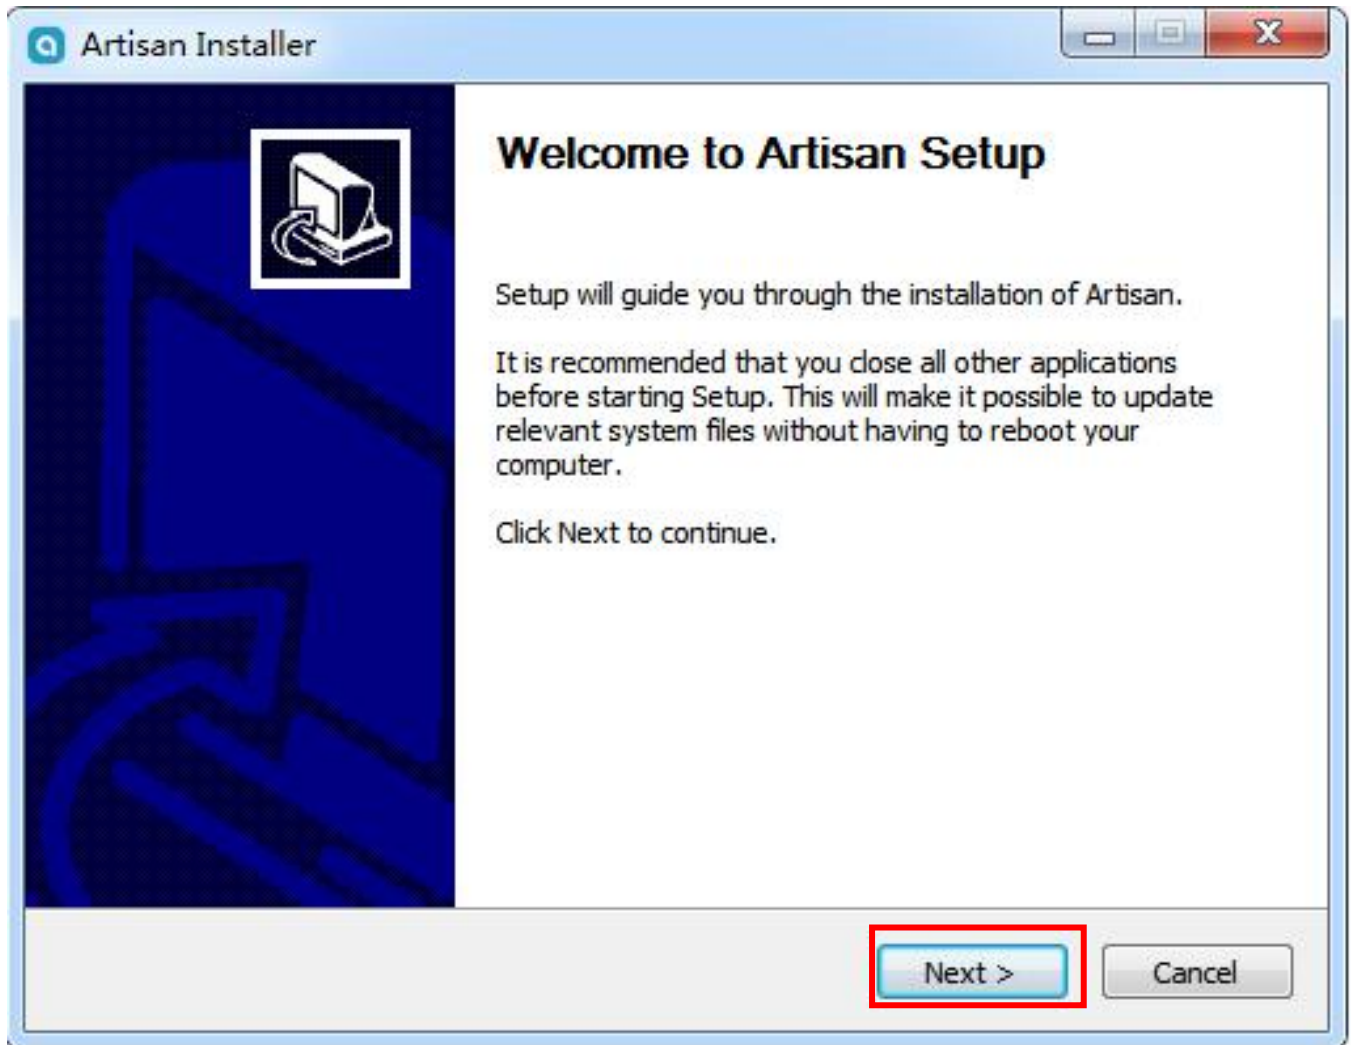 Artisan Installer
Welcome to Artisan Setup
Setup will guide you through the installation of Artisan.
It is recommended that you close all other applications
before starting Setup. This will make it possible to update
relevant system files without having to reboot your
computer.
Click Next to continue.
Next >
Cancel